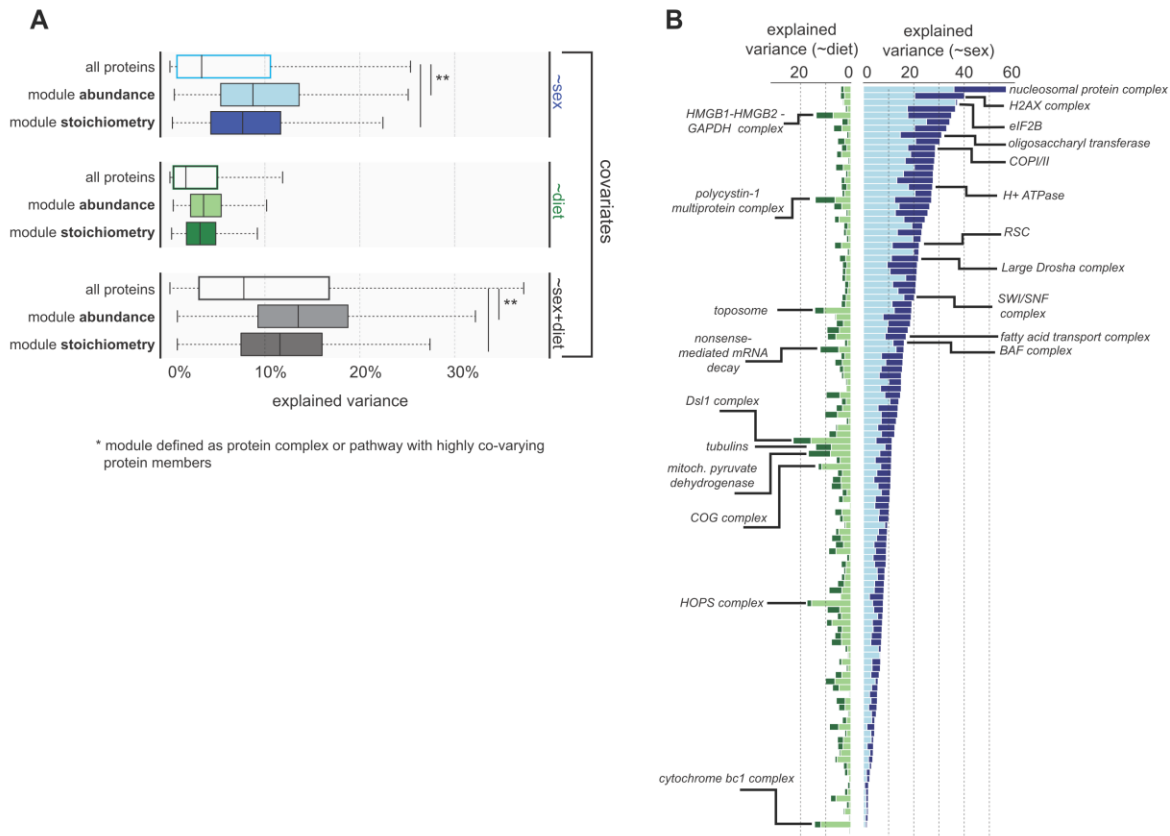 A
all proteins
module abundance
module stoichiometry
**
~sex
all proteins
module abundance
module stoichiometry
~diet
all proteins
module abundance
module stoichiometry
**
~sex+diet
covariates
0%
10%
20%
30%
explained variance
* module defined as protein complex or pathway with highly co-varying
protein members
B
explained
variance (~diet)
20
0
explained
variance (~sex)
0
20
40
60
HMGB1-HMGB2 -
GAPDH complex
polycystin-1
multiprotein complex
toposome
nonsense-
mediated mRNA
decay
Dsl1 complex
tubulins
mitoch. pyruvate
dehydrogenase
COG complex
HOPS complex
cytochrome bc1 complex
nucleosomal protein complex
H2AX complex
eIF2B
oligosaccharyl transferase
COPI/II
H+ ATPase
RSC
Large Drosha complex
SWI/SNF
complex
fatty acid transport complex
BAF complex